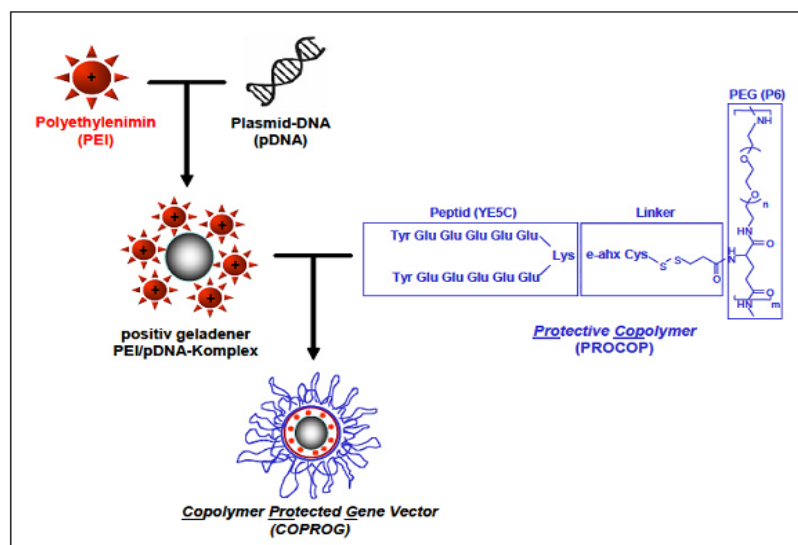 +
Polyethylenimin
(PEI)
Plasmid-DNA
(pDNA)
+
+
+
+
+
+
positiv geladener
PEI/pDNA-Komplex
Peptid (YE5C)
Tyr Glu Glu Glu Glu Glu
Lys
Tyr Glu Glu Glu Glu Glu
Linker
e-ahx Cys
S
S
O
N
H
PEG (P6)
NH
O
O
n
NH
O
O
HN
m
Protective Copolymer
(PROCOP)
Copolymer Protected Gene Vector
(COPROG)